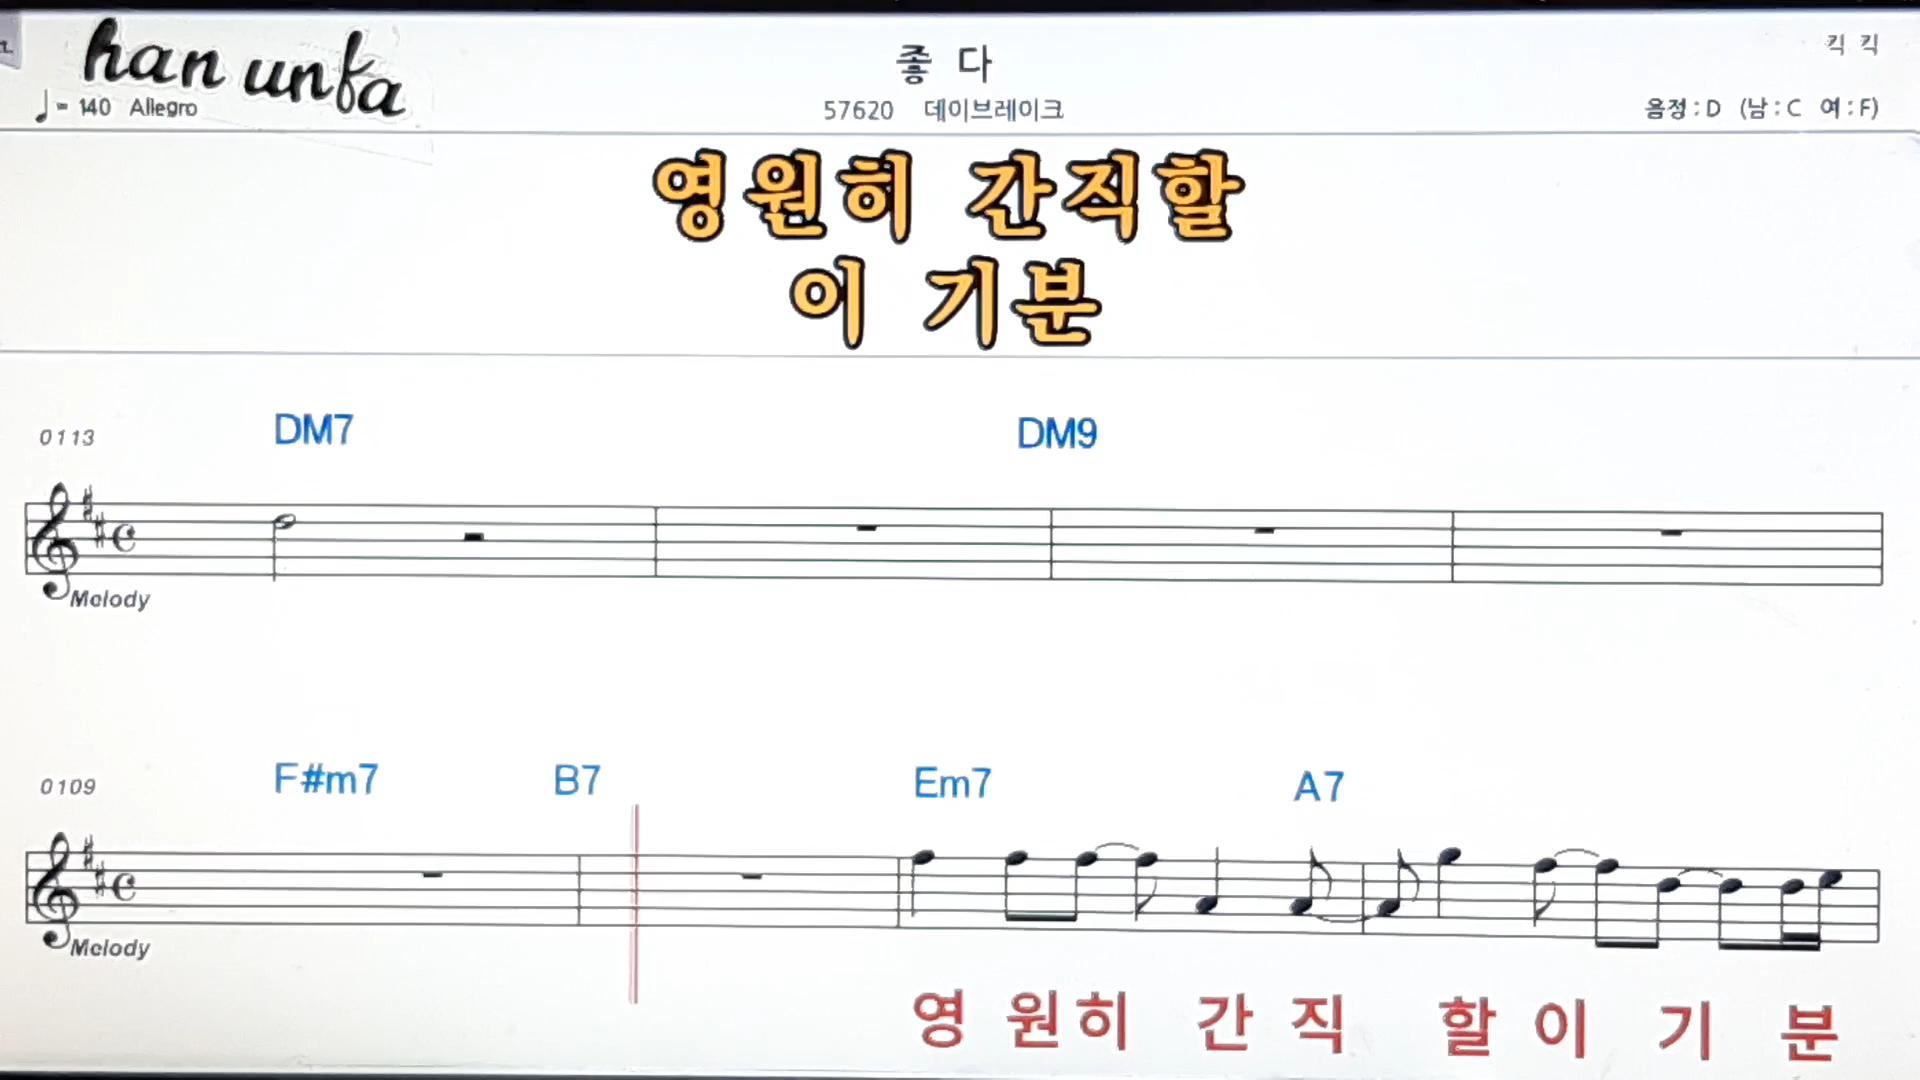 han unfa
좋 다
킥 킥
♩= 140 Allegro
57620 데이브레이크
음정 : D (남 : C 여 : F)
영원히 간직할
이 기분
0113
DM7
DM9
Melody
0109
F#m7
B7
Em7
A7
Melody
영 원히 간 직 할 이 기 분